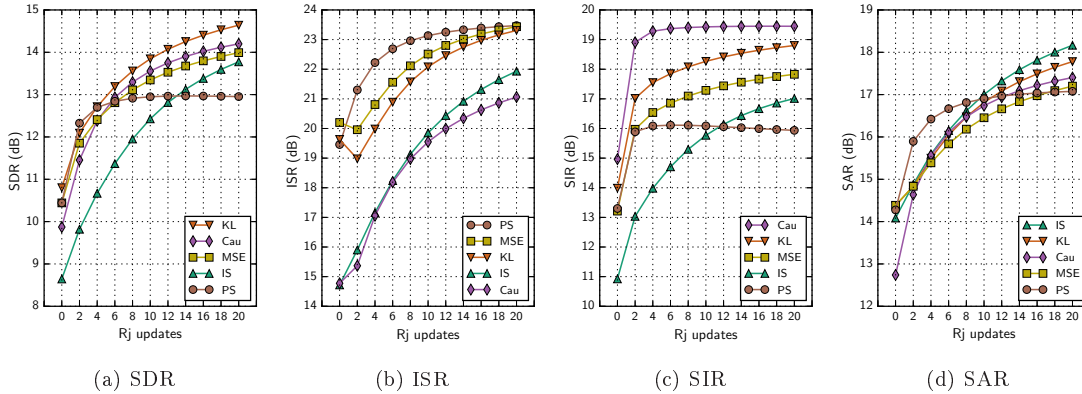 15
14
13
12
11
10
9
8
SDR (dB)
0 2 4 6 8 10 12 14 16 18 20
Rj updates
KL
Cau
MSE
IS
PS
(a) SDR
24
23
22
21
20
19
18
17
16
15
14
ISR (dB)
0 2 4 6 8 10 12 14 16 18 20
Rj updates
PS
MSE
KL
IS
Cau
(b) ISR
20
19
18
17
16
15
14
13
12
11
10
SIR (dB)
0 2 4 6 8 10 12 14 16 18 20
Rj updates
Cau
KL
MSE
IS
PS
(c) SIR
19
18
17
16
15
14
13
12
SAR (dB)
0 2 4 6 8 10 12 14 16 18 20
Rj updates
IS
KL
Cau
MSE
PS
(d) SAR